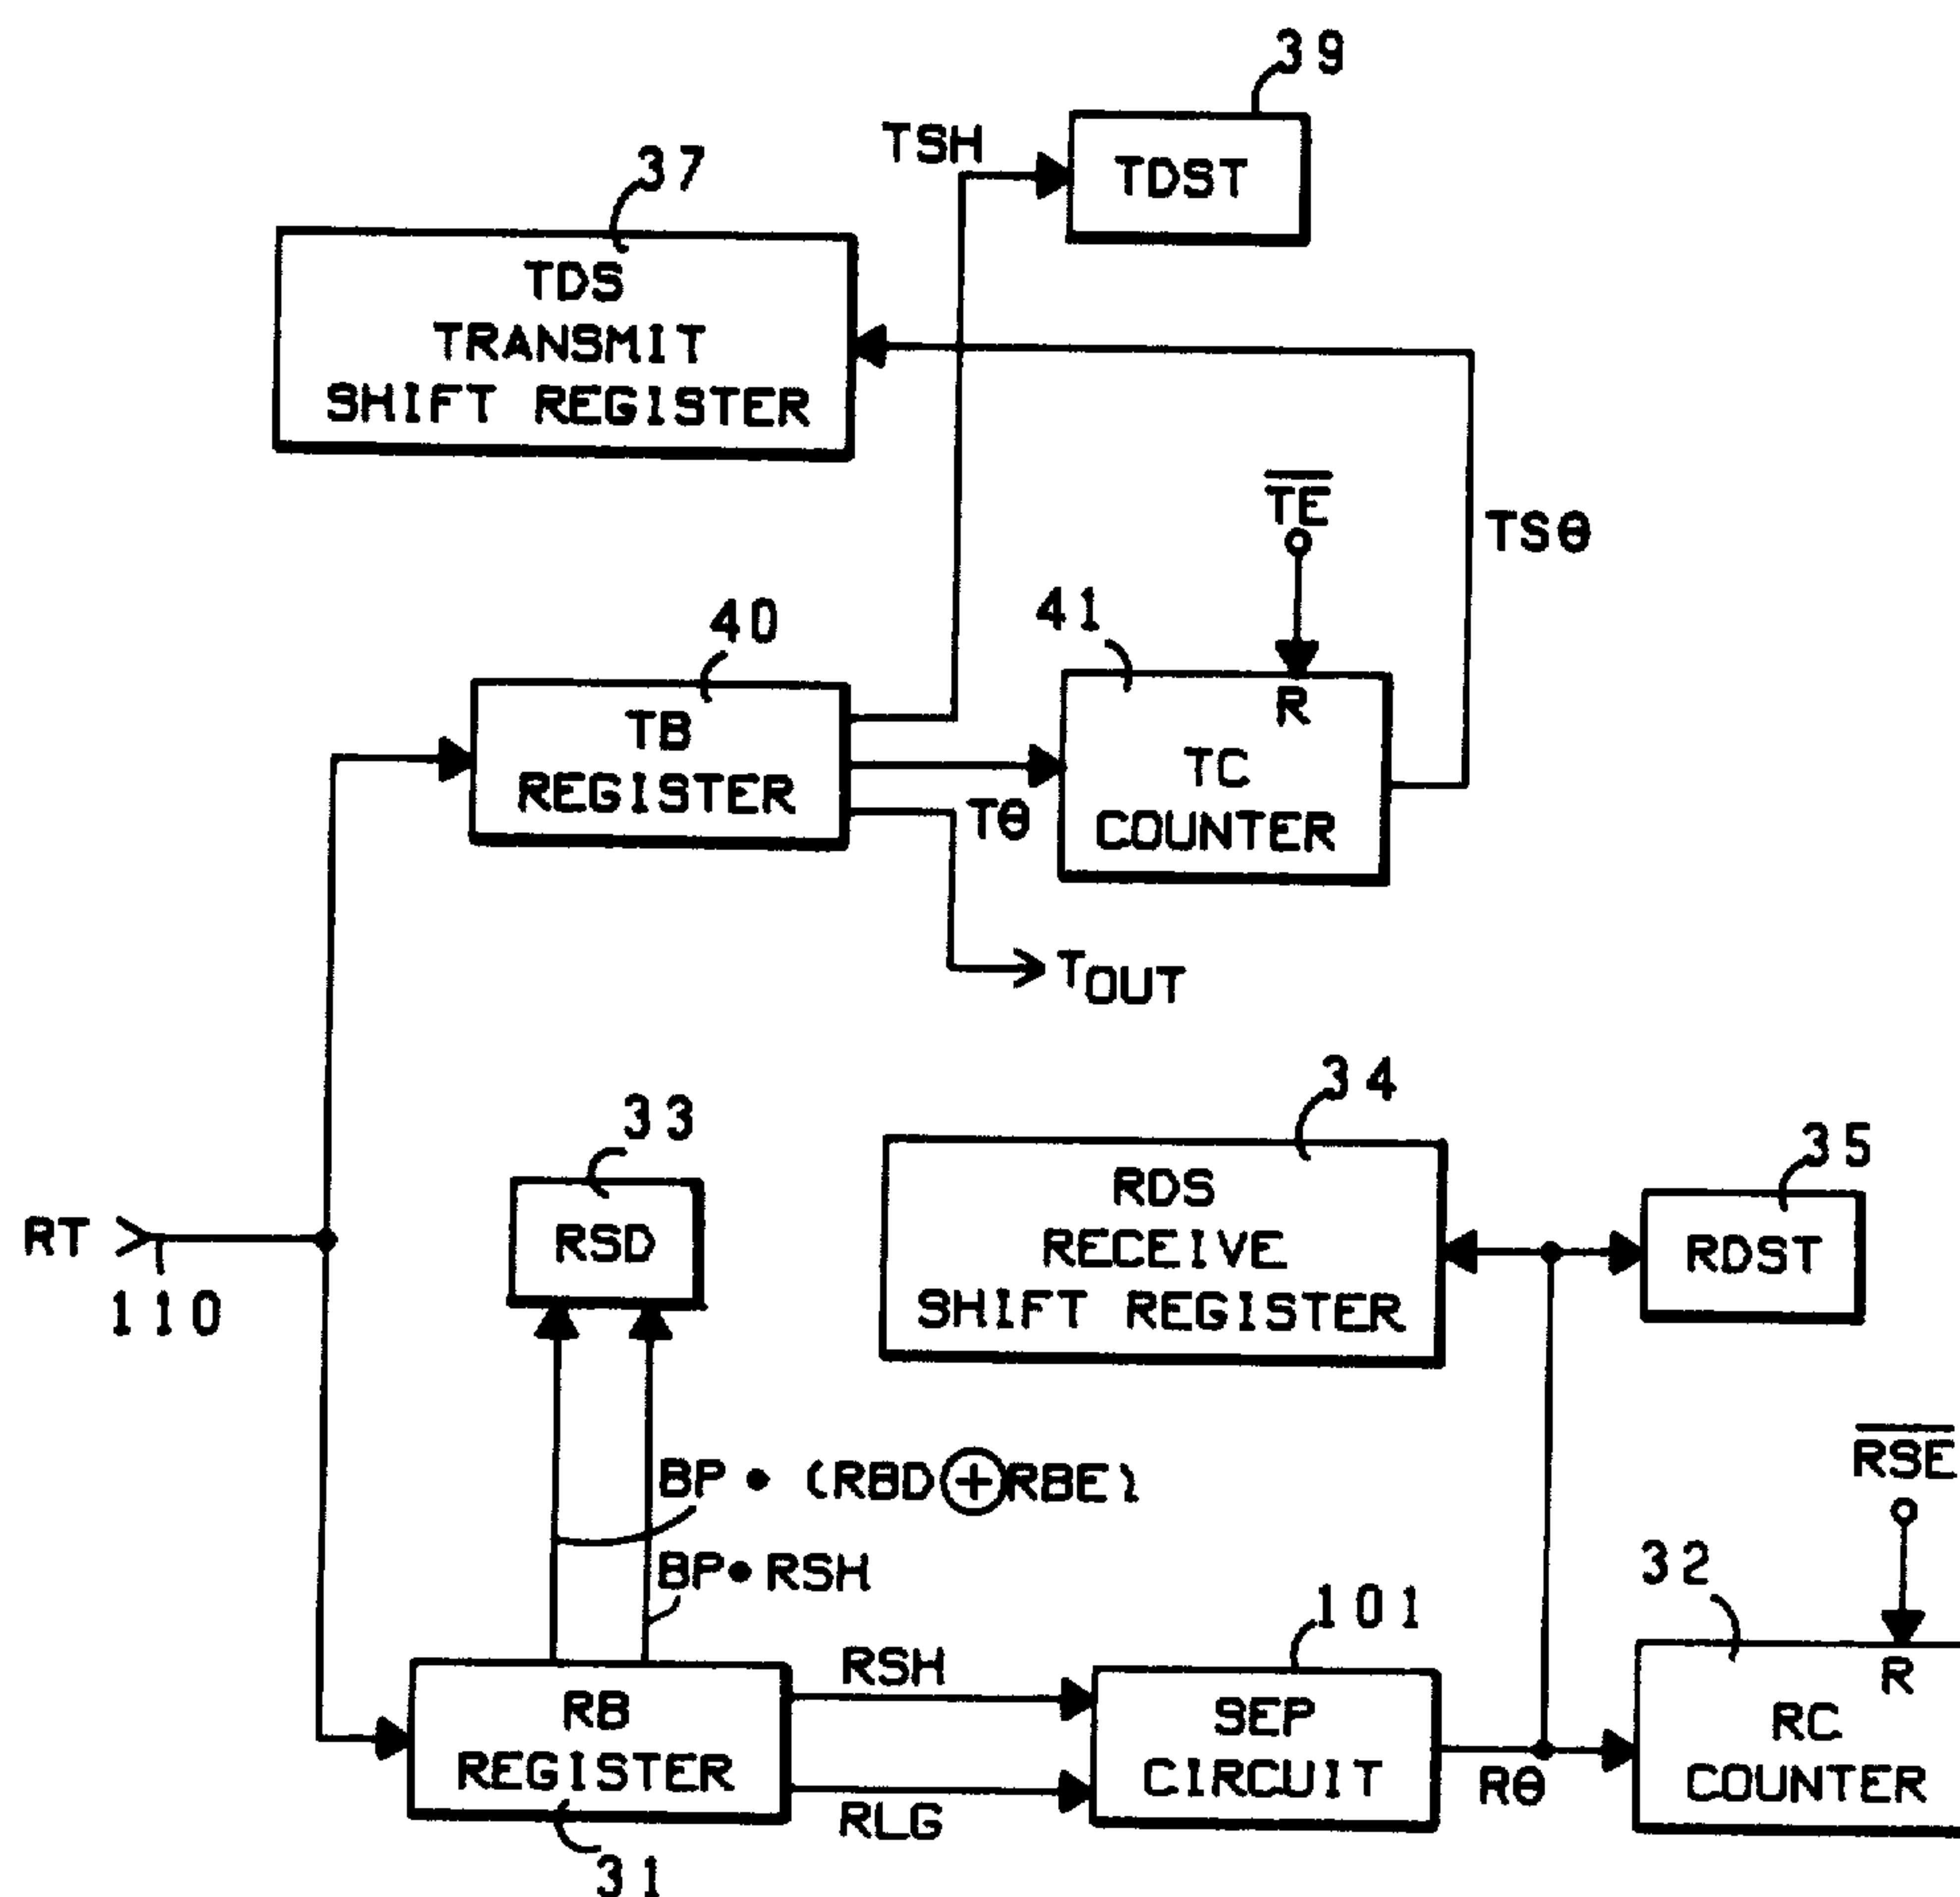 39
TSH
TDST
37
TDS
TRANSMIT
SHIFT REGISTER
TE
TSθ
40
41
R
TB
REGISTER
TC
COUNTER
Tθ
TOUT
34
33
35
RDS
RECEIVE
SHIFT REGISTER
RT
RSD
RDST
110
BP • (RBD⊕RBE)
RSE
BP•RSH
32
101
RSH
R
RB
REGISTER
SEP
CIRCUIT
RC
COUNTER
Rθ
RLG
31